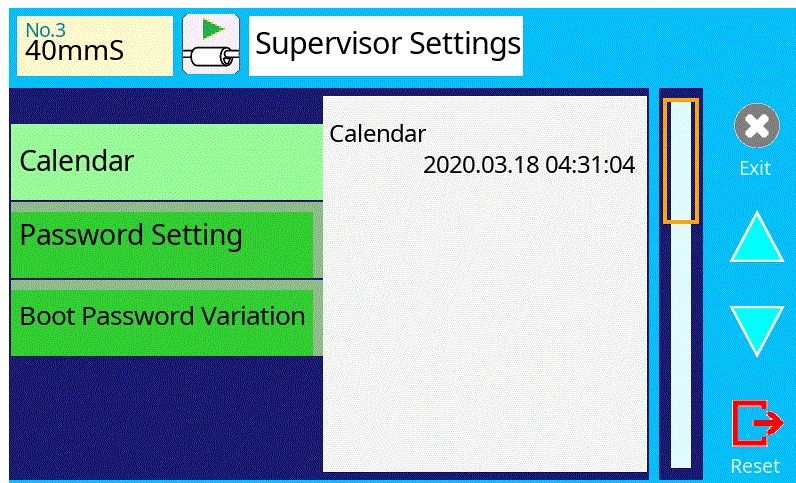 No.3
40mmS
Supervisor Settings
Calendar
Password Setting
Boot Password Variation
Calendar
2020.03.18 04:31:04
Exit
Reset